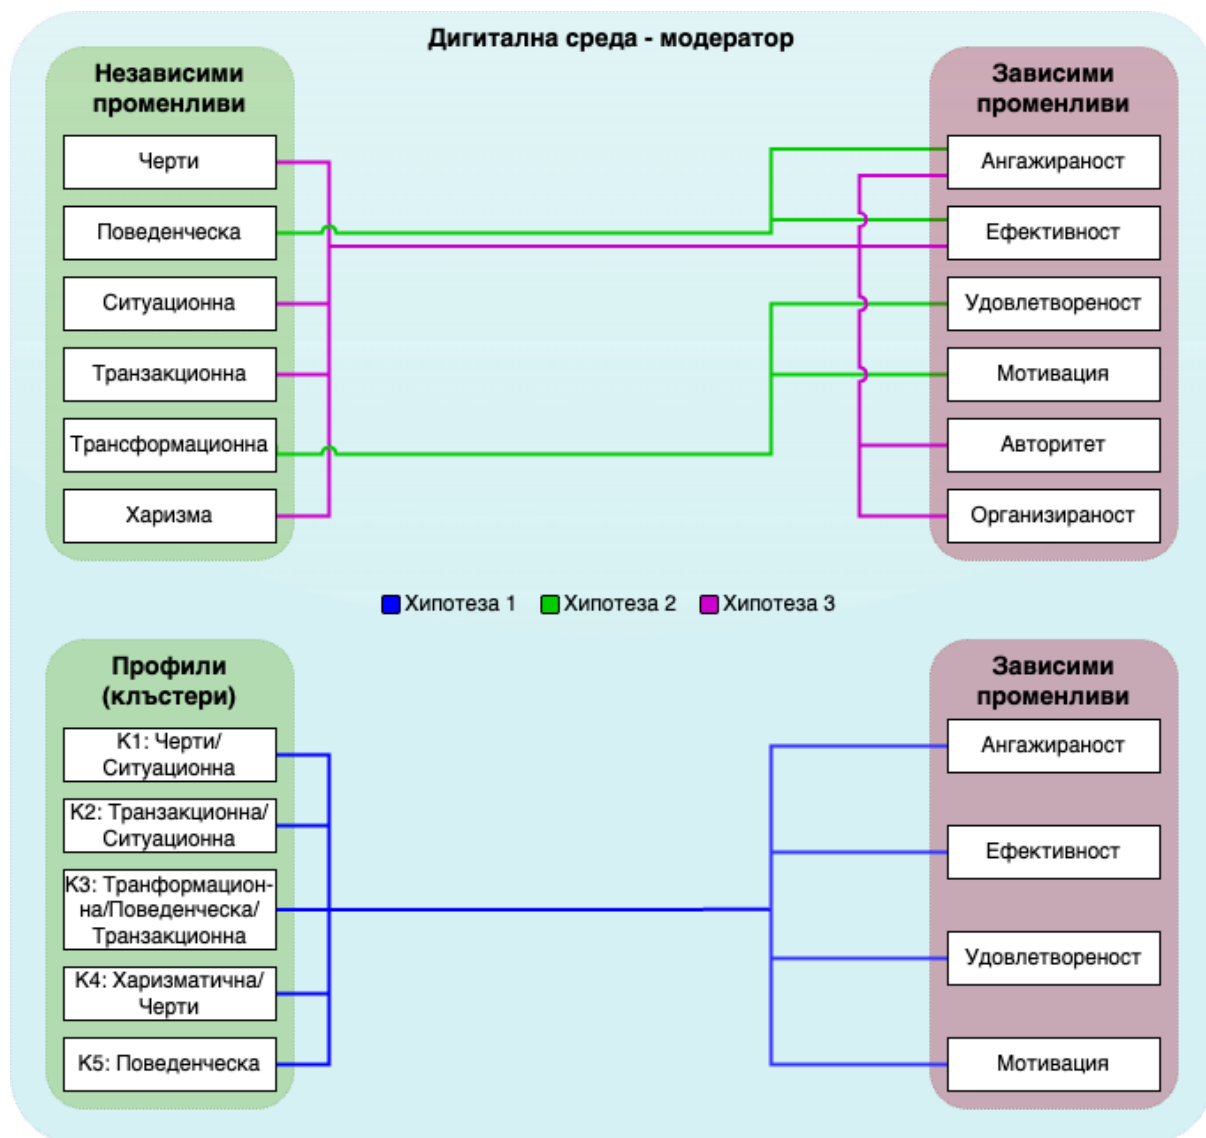 Дигитална среда - модератор
Независими
променливи
Черти
Поведенческа
Ситуационна
Транзакционна
Трансформационна
Харизма
Зависими
променливи
Ангажираност
Ефективност
Удовлетвореност
Мотивация
Авторитет
Организираност
Хипотеза 1
Хипотеза 2
Хипотеза 3
Профили
(клъстери)
К1: Черти/
Ситуационна
К2: Транзакционна/
Ситуационна
К3: Транформацион-
на/Поведенческа/
Транзакционна
К4: Харизматична/
Черти
К5: Поведенческа
Зависими
променливи
Ангажираност
Ефективност
Удовлетвореност
Мотивация